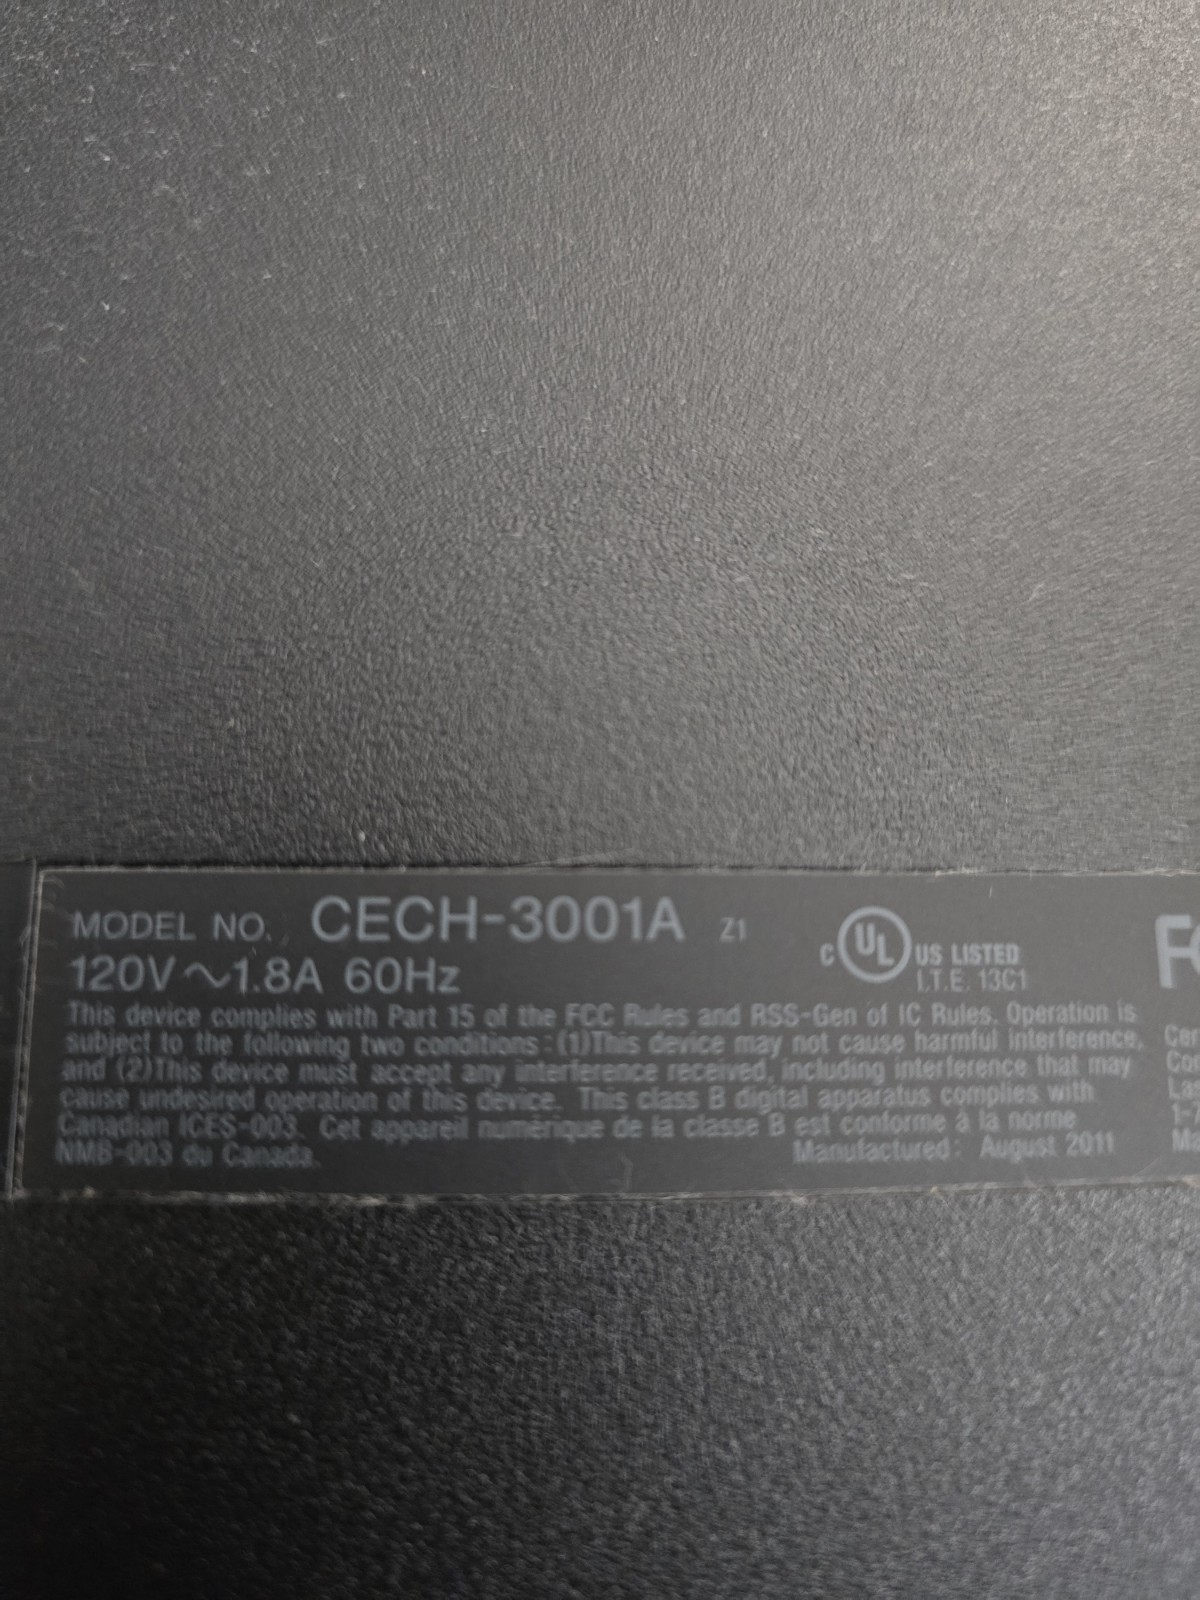 MODEL NO. CECH-3001A Z1
120V ~1.8A 60Hz
C UL US LISTED
I.T.E. 13C1
This device complies with Part 15 of the FCC Rules and RSS-Gen of IC Rules. Operation is
subject to the following two conditions : (1)This device may not cause harmful interference,
and (2)This device must accept any interference received, including interference that may
cause undesired operation of this device. This class B digital apparatus complies with
Canadian ICES-003. Cet appareil numérique de la classe B est conforme à la norme
NMB-003 du Canada.
Manufactured : August 2011